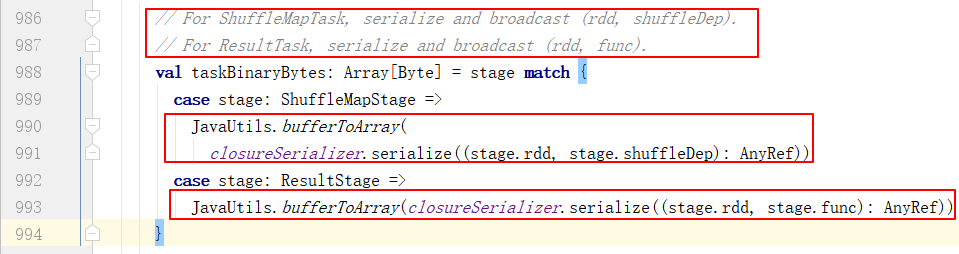 986 // For ShuffleMapTask, serialize and broadcast (rdd, shuffleDep).
987 // For ResultTask, serialize and broadcast (rdd, func).
988 val taskBinaryBytes: Array[Byte] = stage match {
989 case stage: ShuffleMapStage =>
990 JavaUtils.bufferToArray(
991 closureSerializer.serialize((stage.rdd, stage.shuffleDep): AnyRef))
992 case stage: ResultStage =>
993 JavaUtils.bufferToArray(closureSerializer.serialize((stage.rdd, stage.func): AnyRef))
994 }